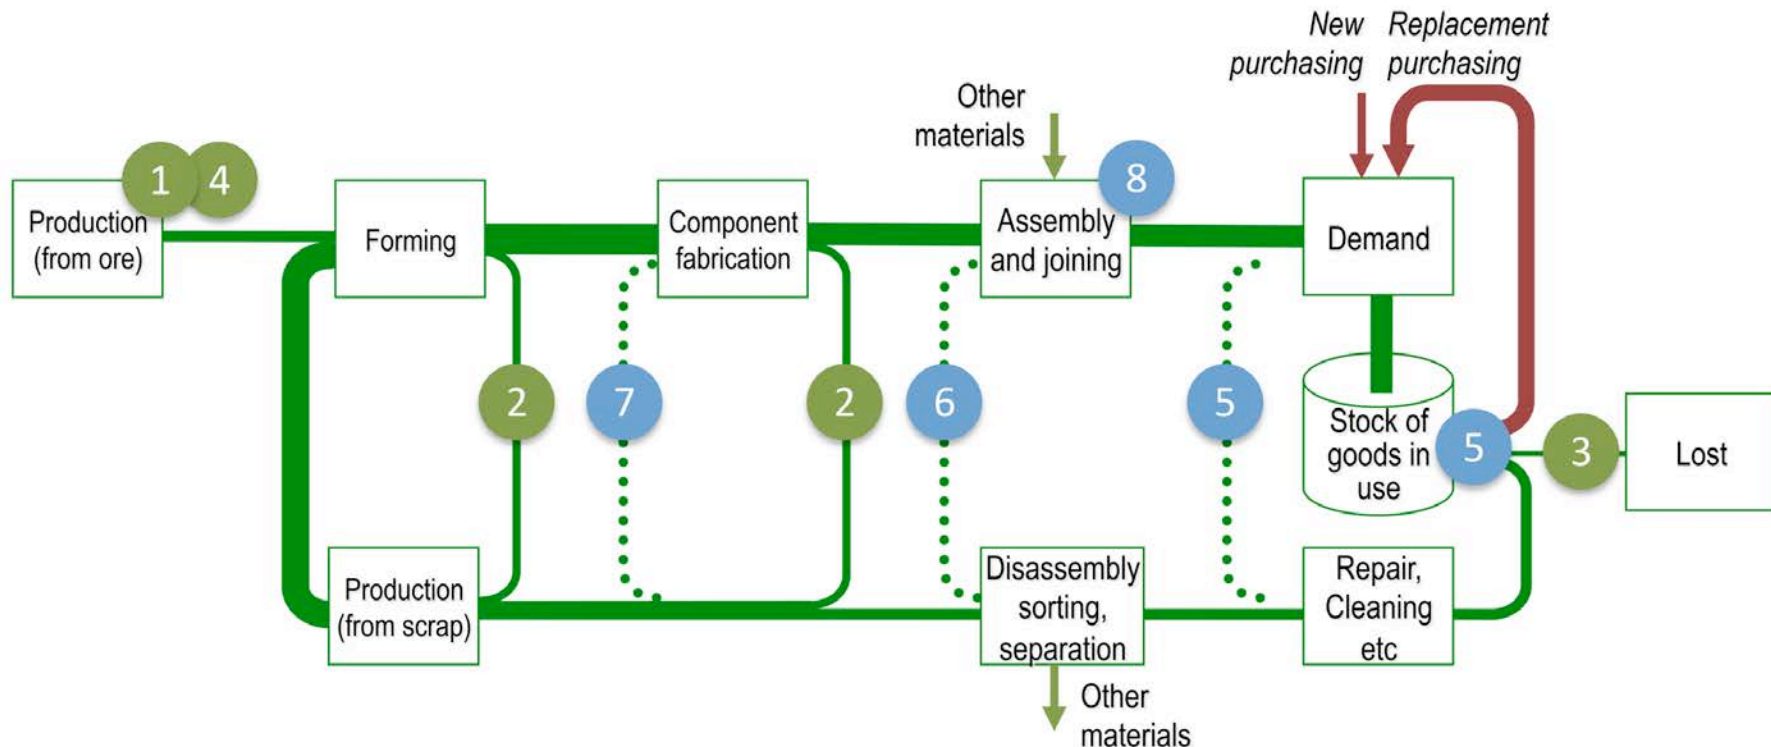 New
purchasing
Replacement
purchasing
Other
materials
1
4
8
Production
(from ore)
Forming
Component
fabrication
Assembly
and joining
Demand
2
7
2
6
5
Stock of
goods in
use
5
3
Lost
Production
(from scrap)
Disassembly
sorting,
separation
Repair,
Cleaning
etc
Other
materials